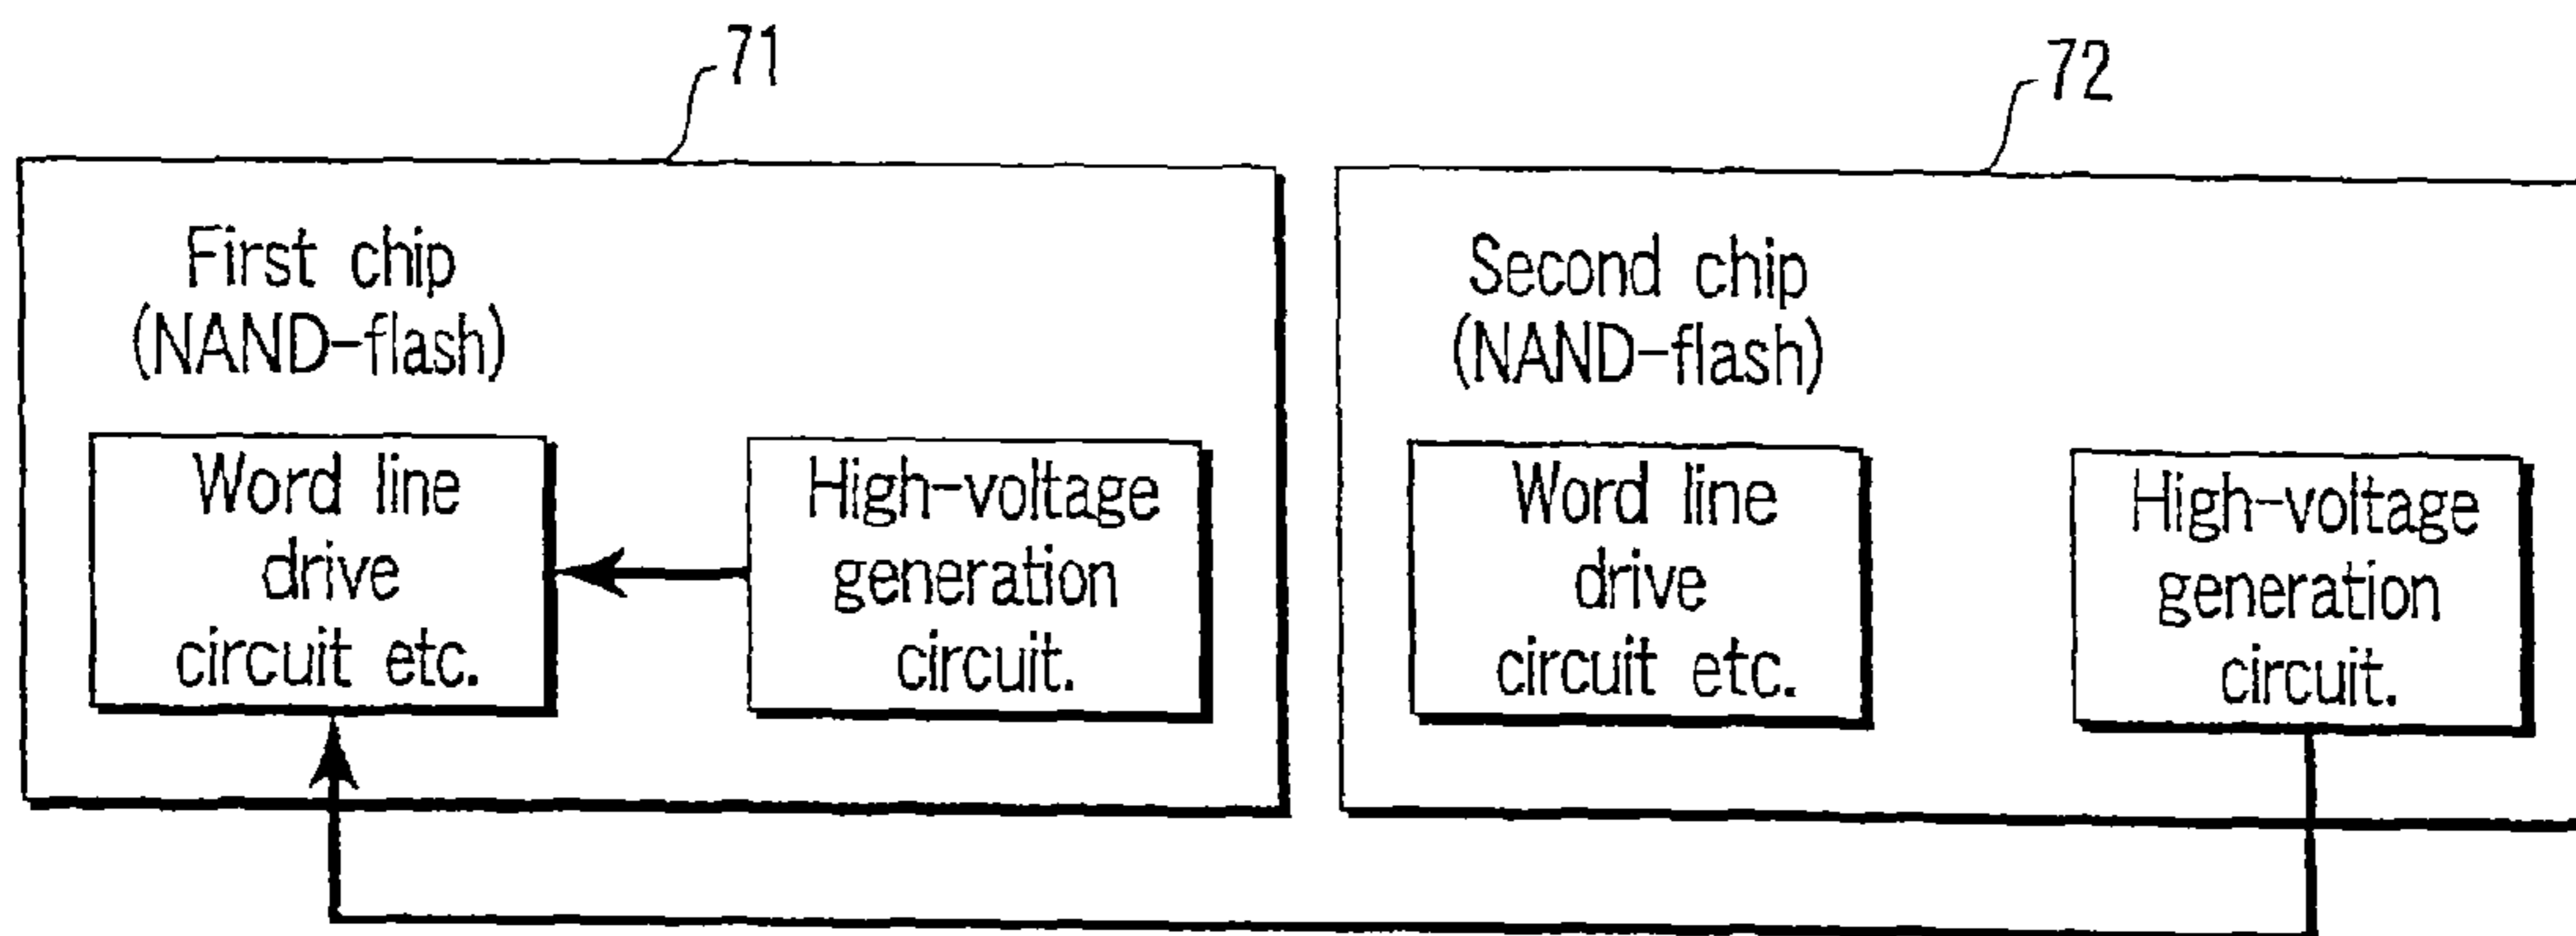 71
72
First chip
(NAND-flash)
Second chip
(NAND-flash)
Word line
drive
circuit etc.
High-voltage
generation
circuit.
Word line
drive
circuit etc.
High-voltage
generation
circuit.